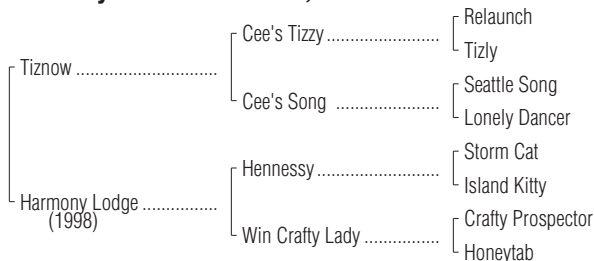 Relaunch
Cee's Tizzy
Tizly
Tiznow
Seattle Song
Cee's Song
Lonely Dancer
Storm Cat
Hennessy
Island Kitty
Harmony Lodge
(1998)
Crafty Prospector
Win Crafty Lady
Honeytab